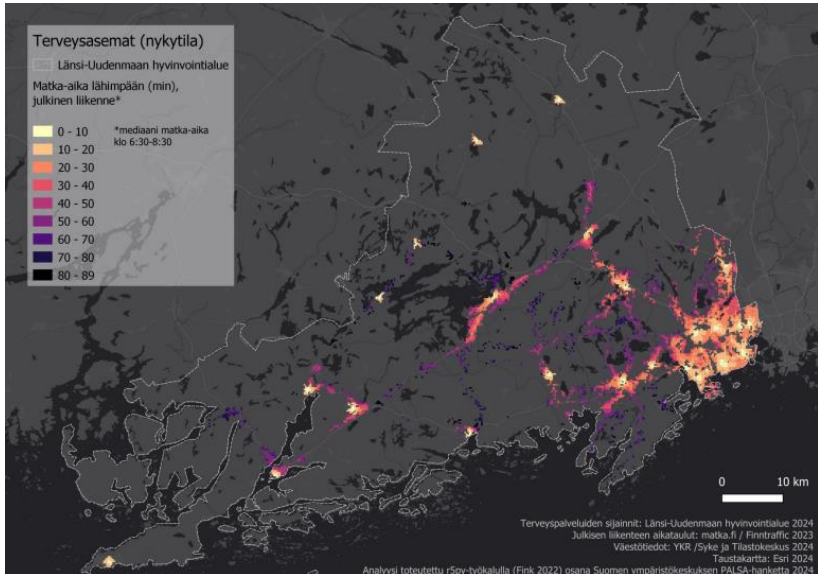 Terveysasemat (nykytila)
Länsi-Uudenmaan hyvinvointialue
Matka-aika lähimpään (min),
julkinen liikenne*
0 - 10
10 - 20
20 - 30
30 - 40
40 - 50
50 - 60
60 - 70
70 - 80
80 - 89
*mediaani matka-aika
klo 6:30-8:30
0 10 km
Terveyspalveluiden sijainnit: Länsi-Uudenmaan hyvinvointialue 2024
Julkisen liikenteen aikataulut: matka.fi / Finntraffic 2023
Väestötiedot: YKR /Syke ja Tilastokeskus 2024
Taustakartta: Esri 2024
Analyysi toteutettu r5py-työkalulla (Fink 2022) osana Suomen ympäristökeskuksen PALSA-hanketta 2024